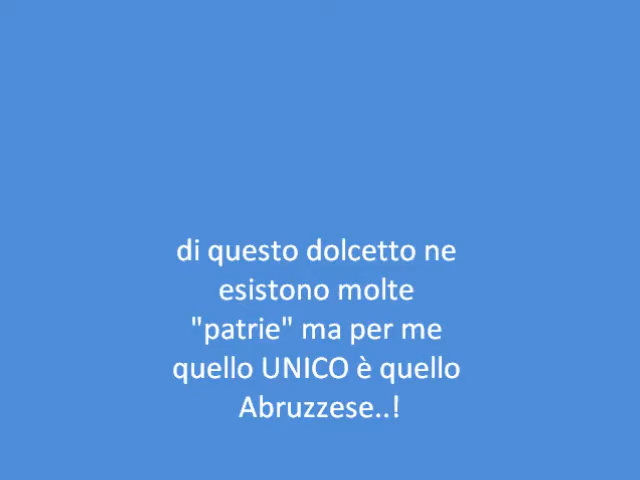 di questo dolcetto ne
esistono molte
"patrie" ma per me
quello UNICO è quello
Abruzzese..!